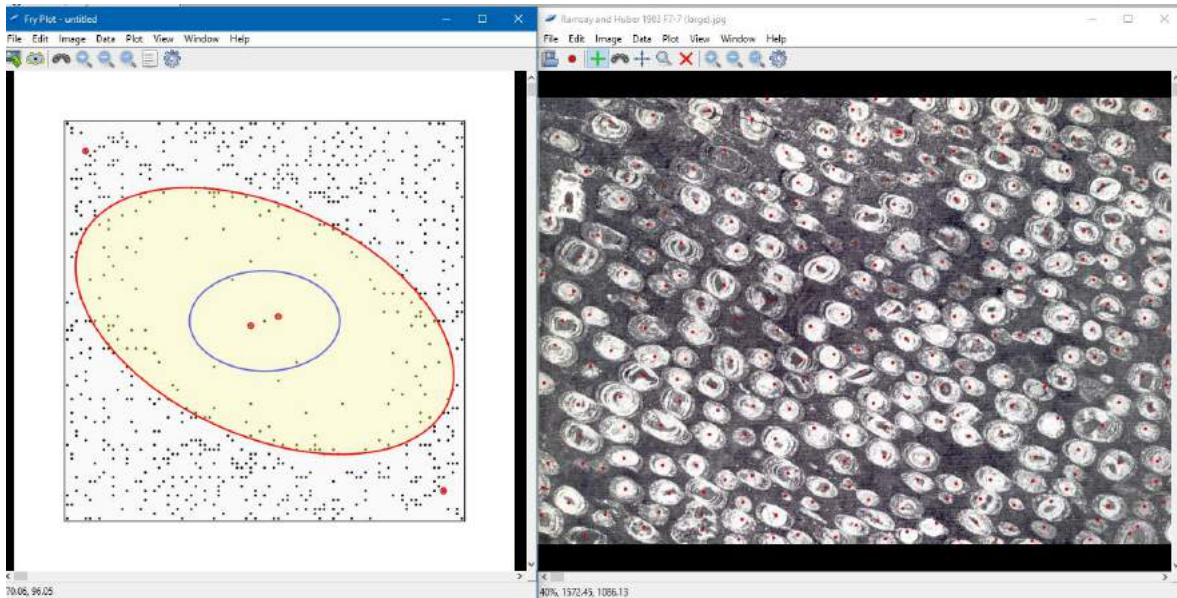 Fry Plot - untitled
File Edit Image Data Plot View Window Help
70.06, 96.05
Ramsay and Huber 1983 F7-7 (large).jpg
File Edit Image Data Plot View Window Help
40%, 1572.45, 1086.13